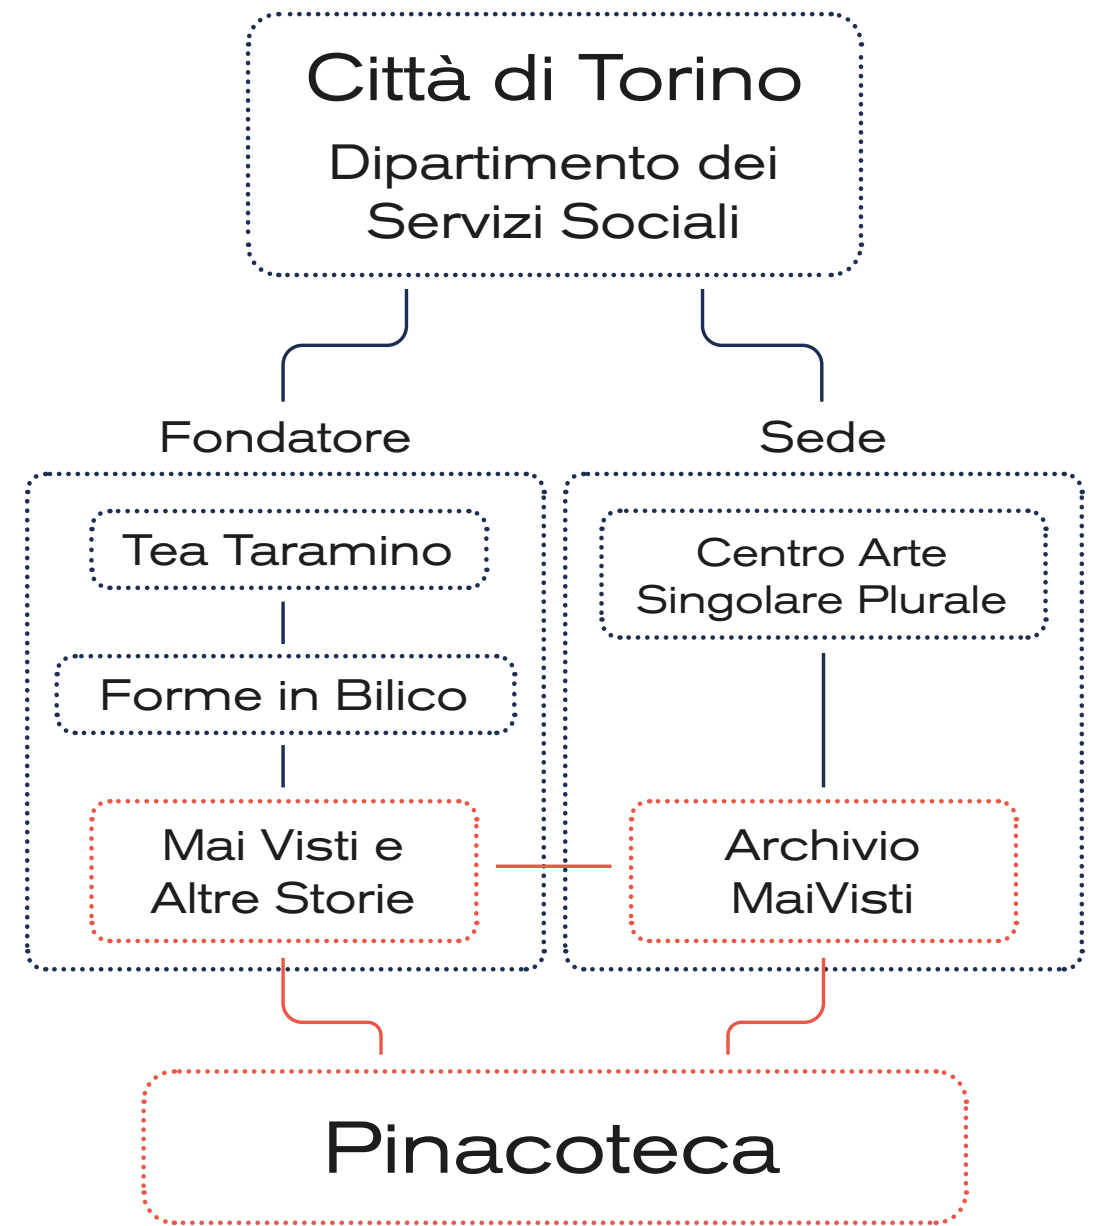 Città di Torino
Dipartimento dei
Servizi Sociali
Fondatore
Tea Taramino
Forme in Bilico
Mai Visti e
Altre Storie
Sede
Centro Arte
Singolare Plurale
Archivio
MaiVisti
Pinacoteca